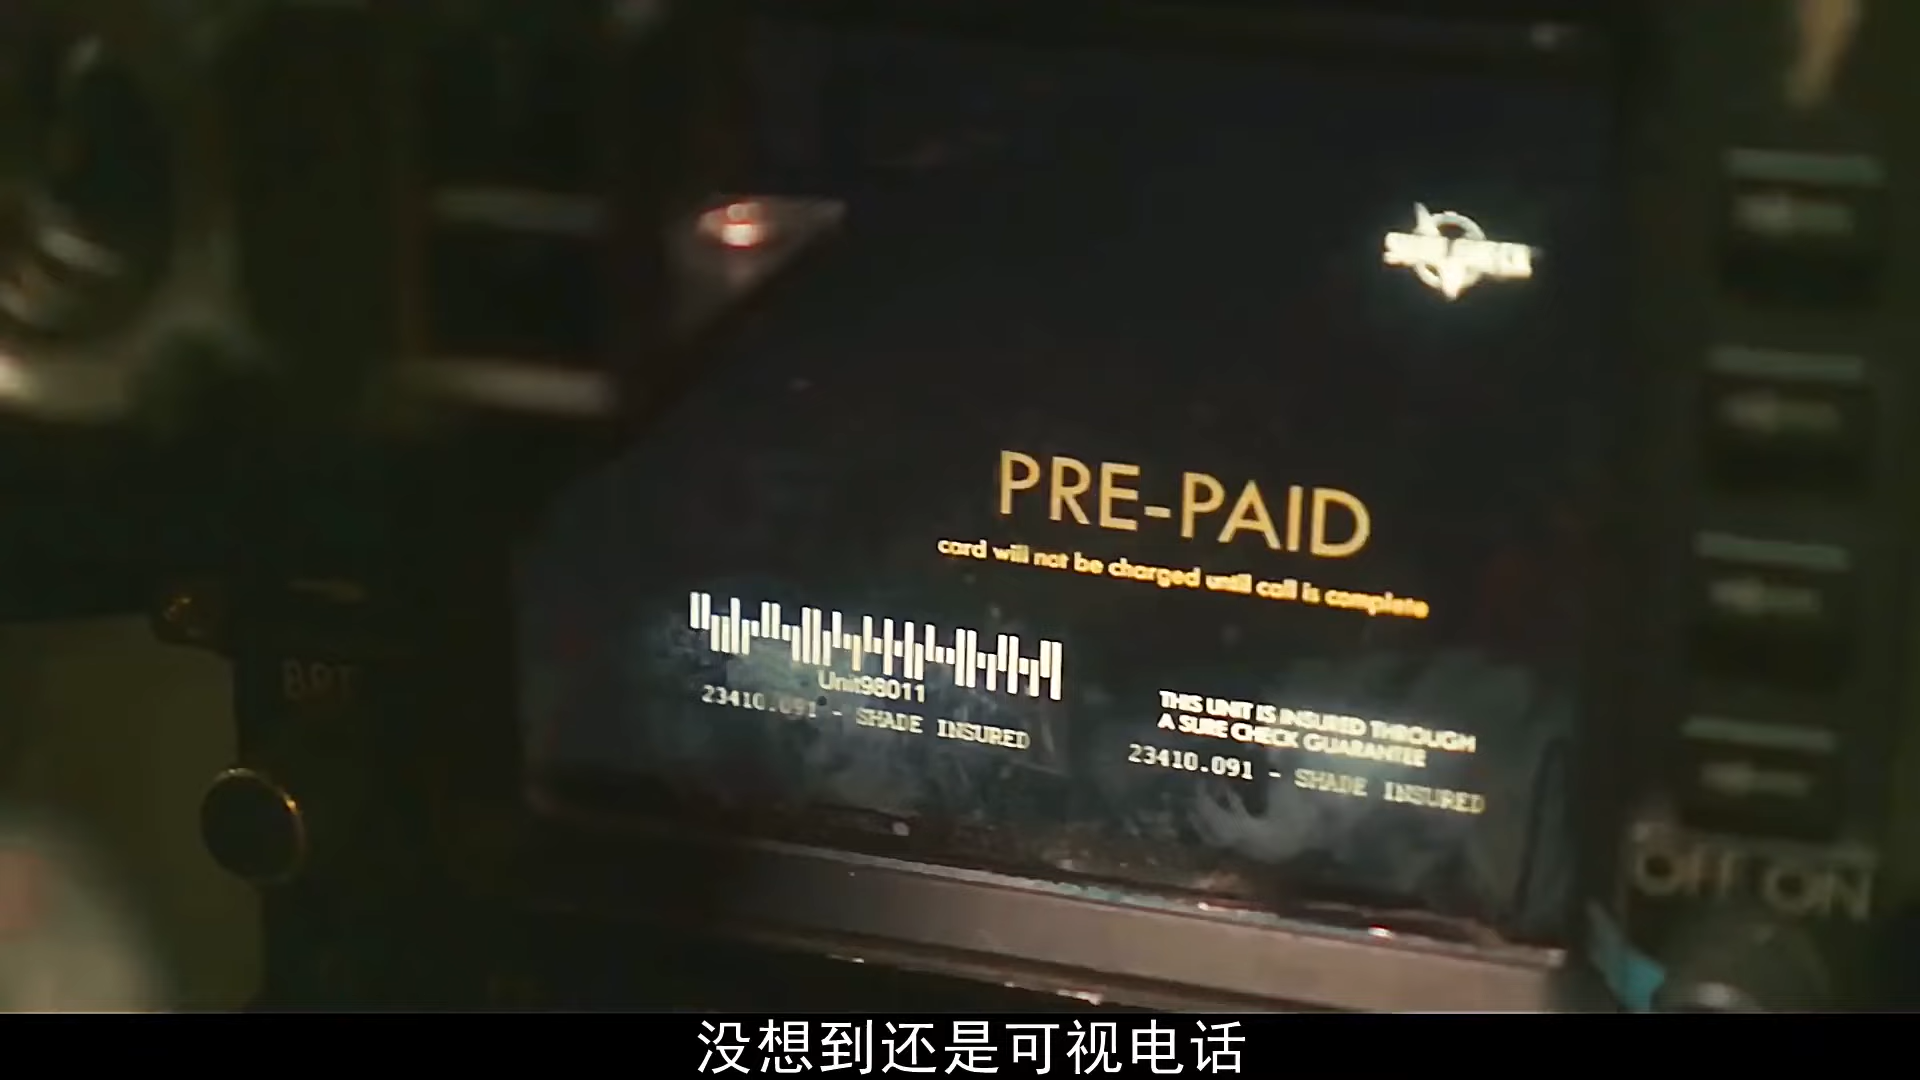 PRE-PAID
card will not be charged until call is complete
Unit98011
23410.091 - SHADE INSURED
THIS UNIT IS INSURED THROUGH
A SURE CHECK GUARANTEE
23410.091 - SHADE INSURED
OFF ON
没想到还是可视电话